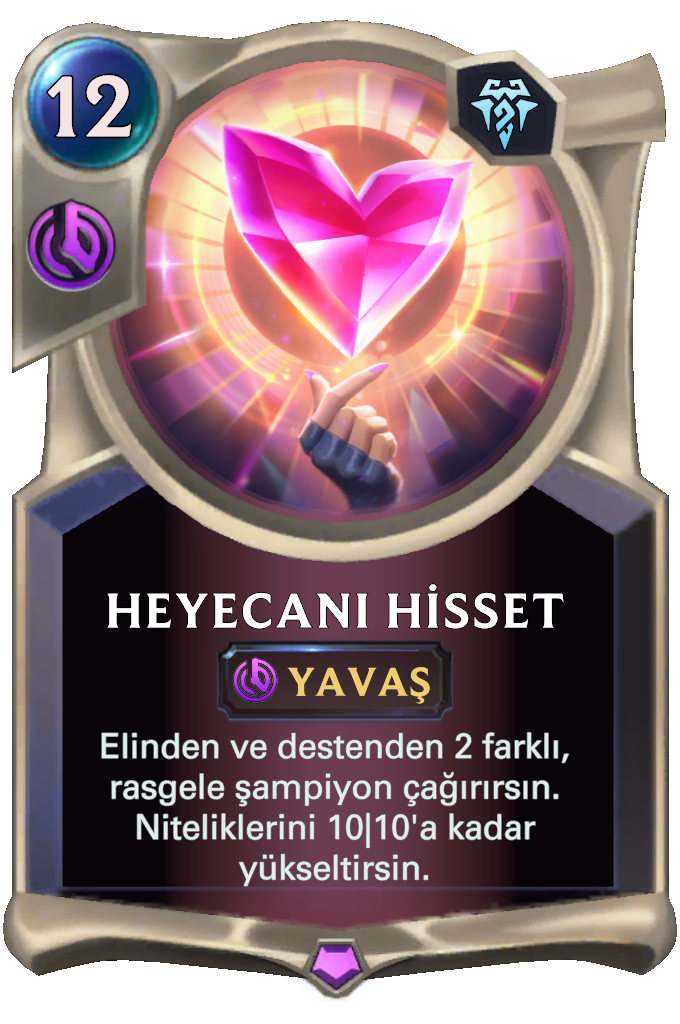 12
HEYECANI HİSSET
YAVAŞ
Elinden ve destenden 2 farklı,
rasgele şampiyon çağırırsın.
Niteliklerini 10|10'a kadar
yükseltirsin.